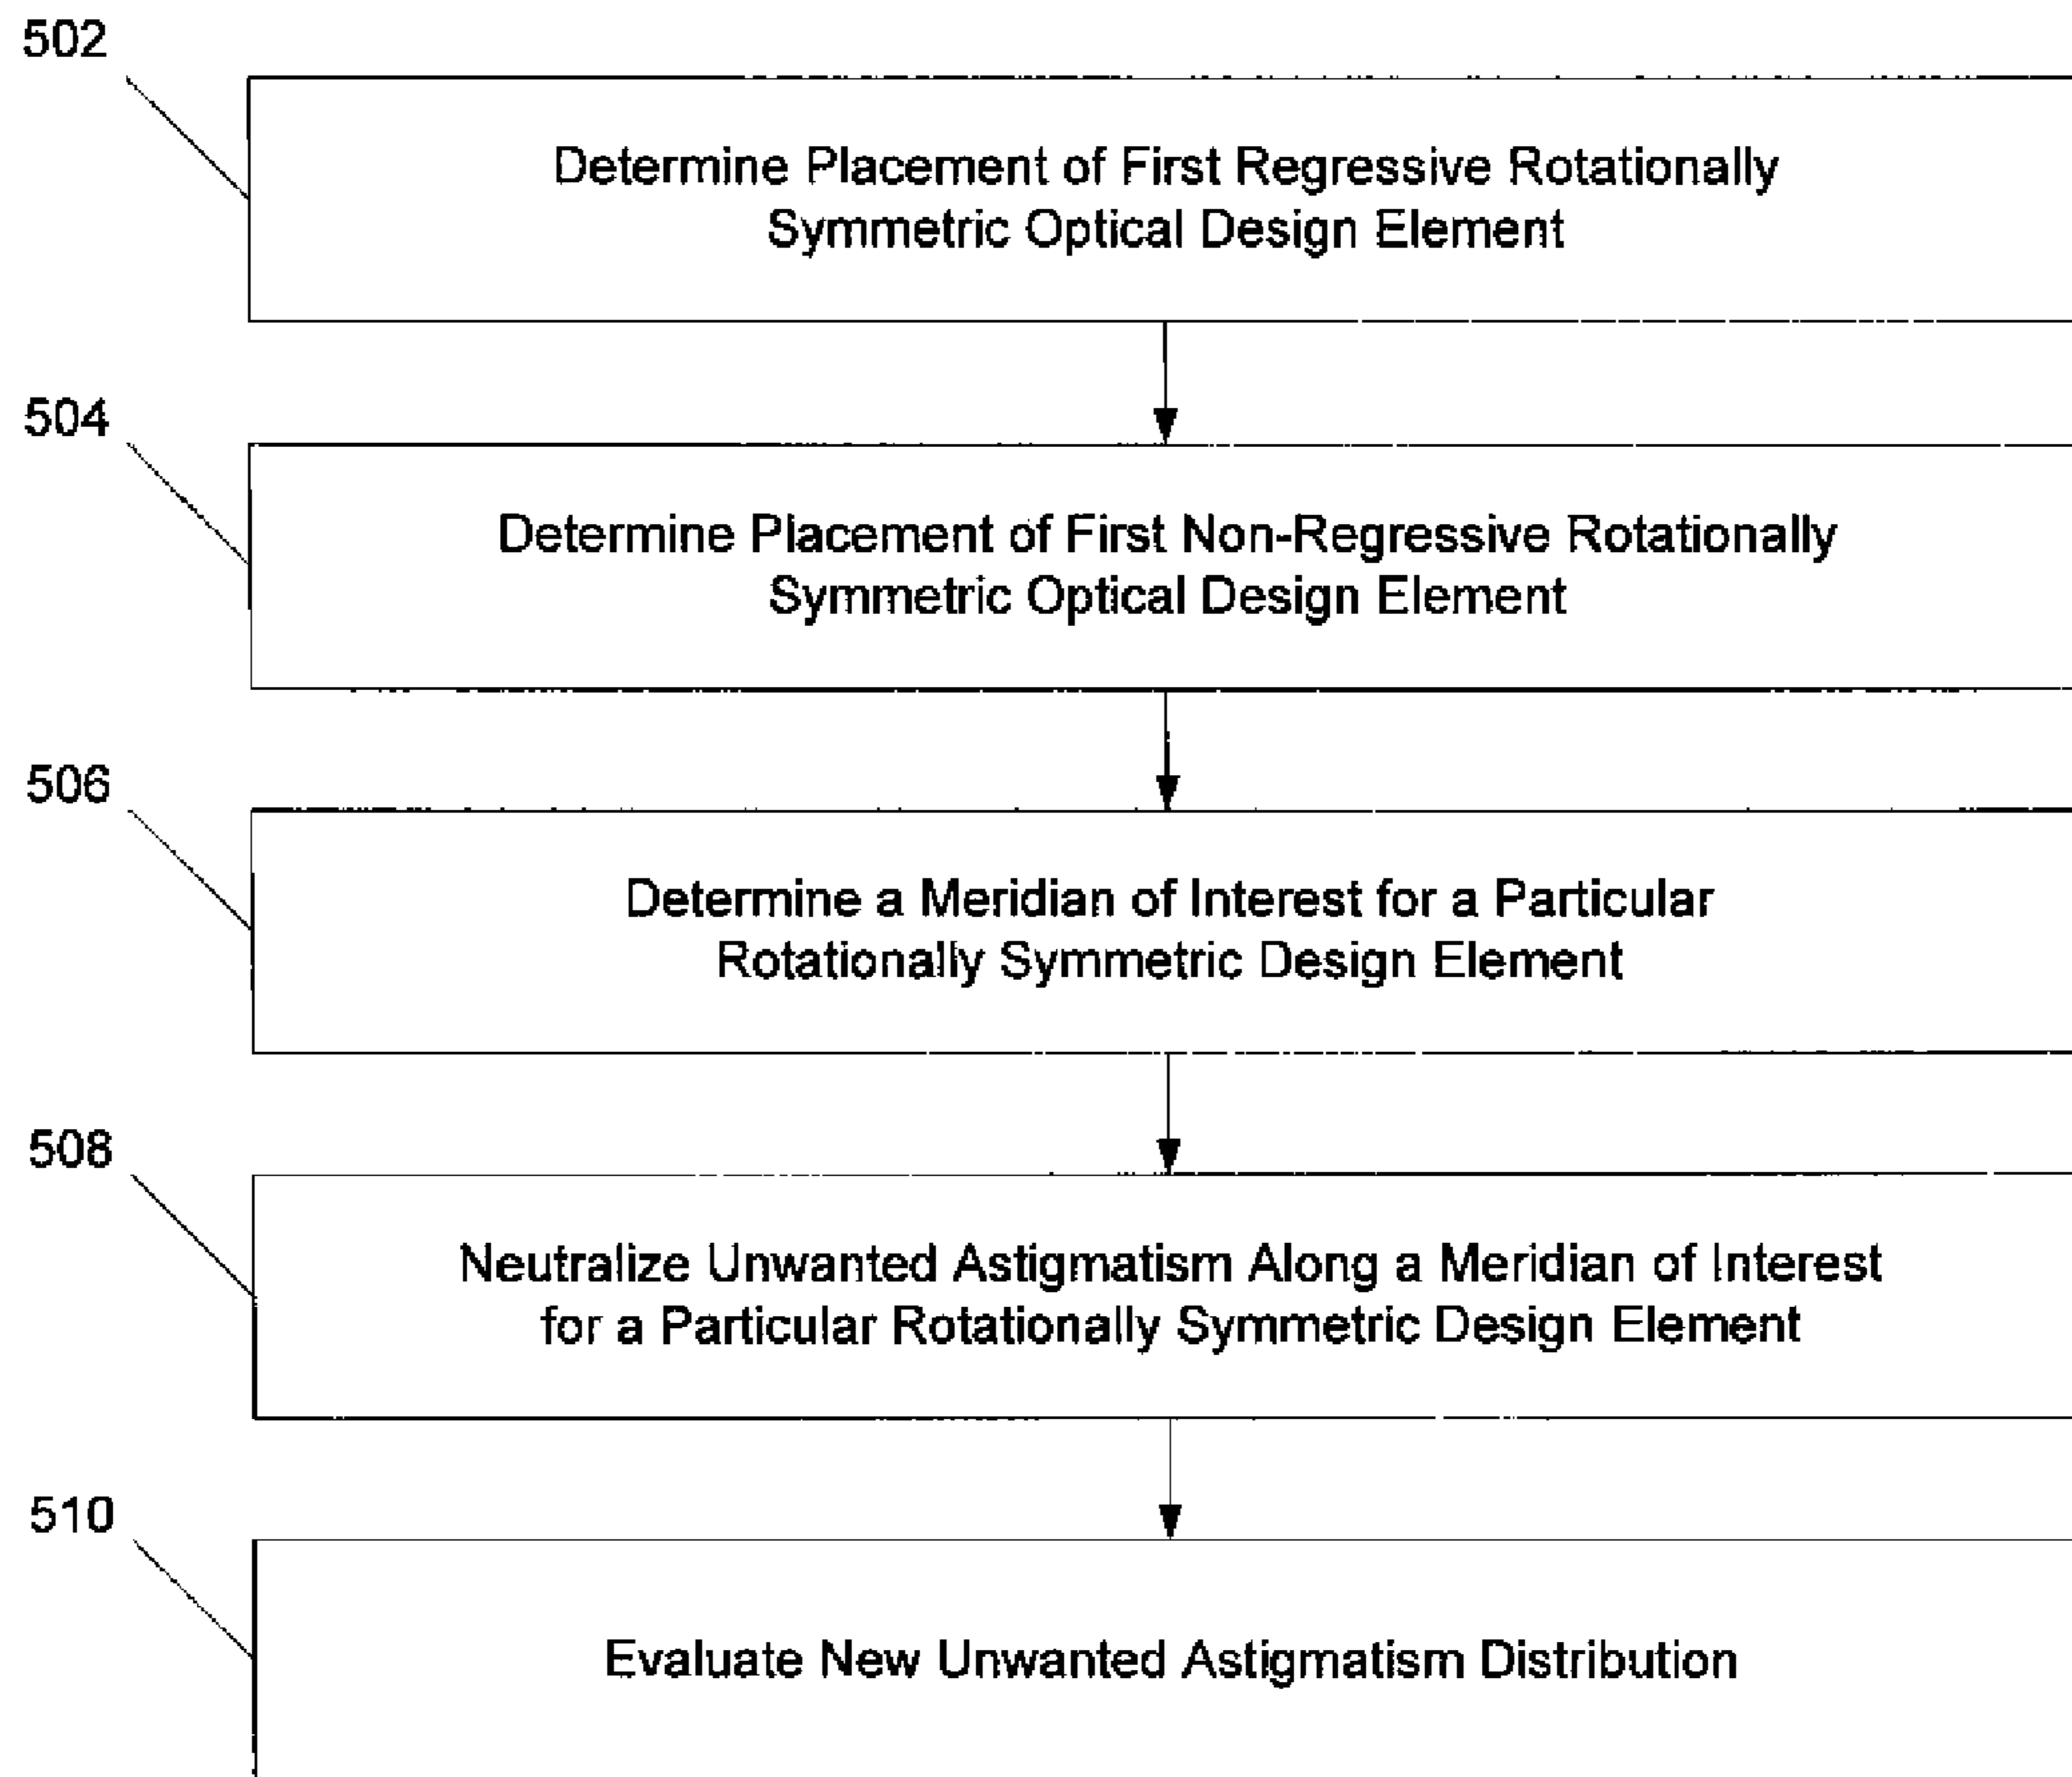 502
Determine Placement of First Regressive Rotationally
Symmetric Optical Design Element
504
Determine Placement of First Non-Regressive Rotationally
Symmetric Optical Design Element
506
Determine a Meridian of Interest for a Particular
Rotationally Symmetric Design Element
508
Neutralize Unwanted Astigmatism Along a Meridian of Interest
for a Particular Rotationally Symmetric Design Element
510
Evaluate New Unwanted Astigmatism Distribution